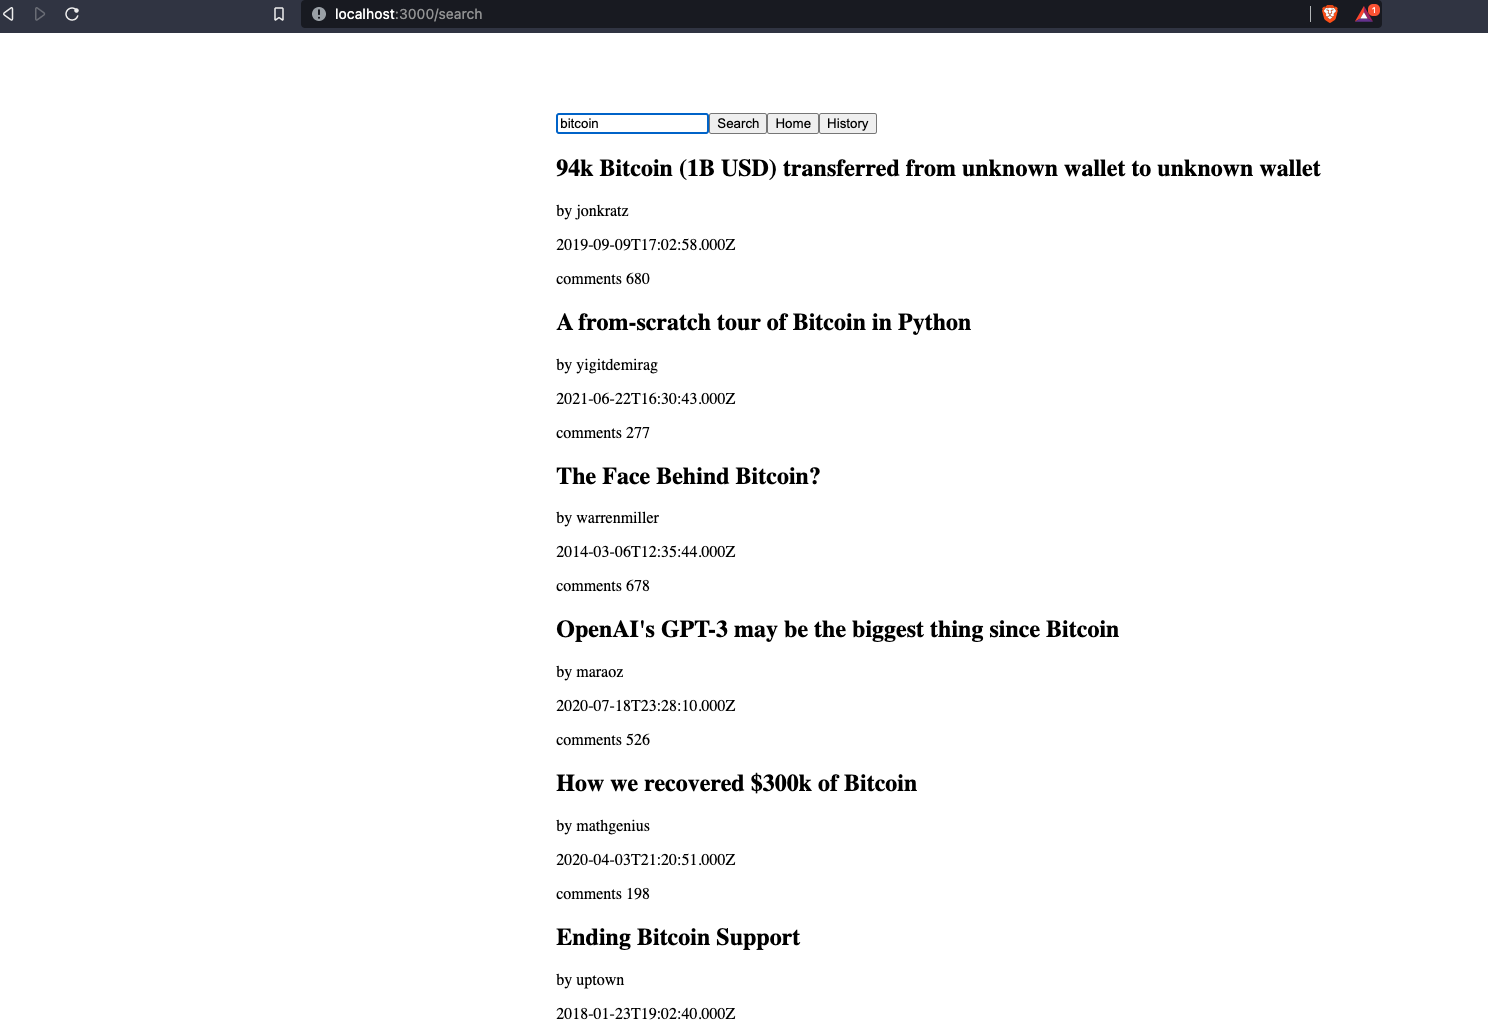 localhost:3000/search
1
bitcoin Search Home History
94k Bitcoin (1B USD) transferred from unknown wallet to unknown wallet
by jonkratz
2019-09-09T17:02:58.000Z
comments 680
A from-scratch tour of Bitcoin in Python
by yigitdemirag
2021-06-22T16:30:43.000Z
comments 277
The Face Behind Bitcoin?
by warrenmiller
2014-03-06T12:35:44.000Z
comments 678
OpenAI's GPT-3 may be the biggest thing since Bitcoin
by maraoz
2020-07-18T23:28:10.000Z
comments 526
How we recovered $300k of Bitcoin
by mathgenius
2020-04-03T21:20:51.000Z
comments 198
Ending Bitcoin Support
by uptown
2018-01-23T19:02:40.000Z